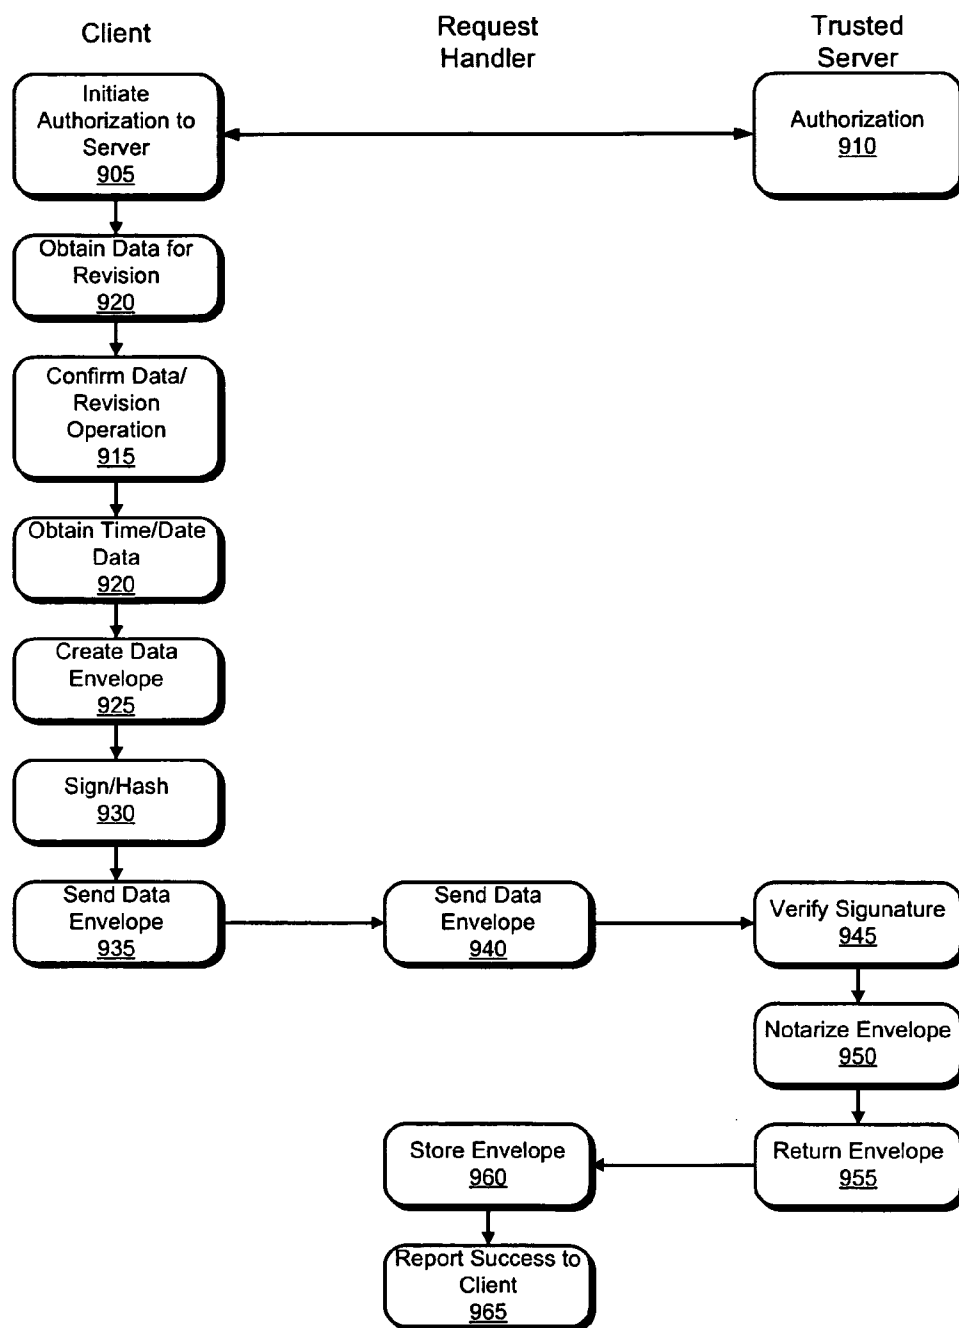 Client
Request
Handler
Trusted
Server
Initiate
Authorization to
Server
905
Authorization
910
Obtain Data for
Revision
920
Confirm Data/
Revision
Operation
915
Obtain Time/Date
Data
920
Create Data
Envelope
925
Sign/Hash
930
Send Data
Envelope
935
Send Data
Envelope
940
Verify Sigunature
945
Notarize Envelope
950
Return Envelope
955
Store Envelope
960
Report Success to
Client
965